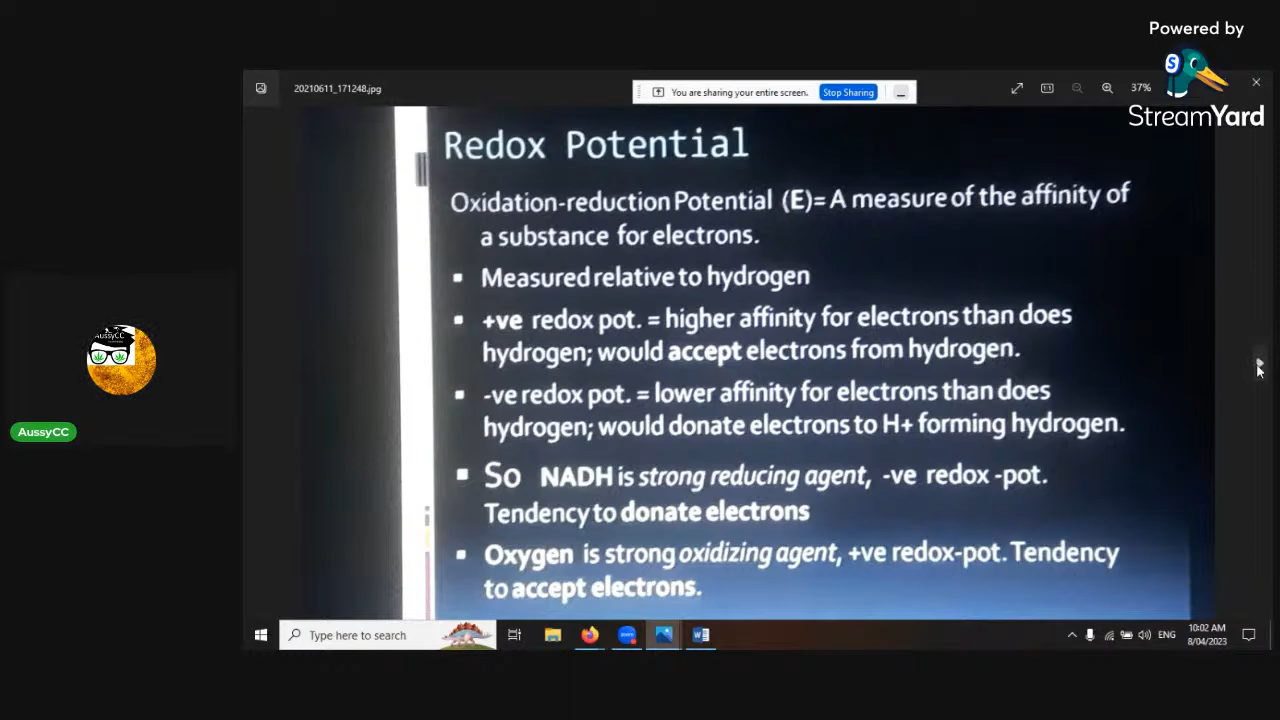 Powered by
StreamYard
20210611_171248.jpg
You are sharing your entire screen.
Stop Sharing
37%
Redox Potential
Oxidation-reduction Potential (E)= A measure of the affinity of
a substance for electrons.
▪ Measured relative to hydrogen
▪ +ve redox pot. = higher affinity for electrons than does
hydrogen; would accept electrons from hydrogen.
▪ -ve redox pot. = lower affinity for electrons than does
hydrogen; would donate electrons to H+ forming hydrogen.
▪ So NADH is strong reducing agent, -ve redox -pot.
Tendency to donate electrons
▪ Oxygen is strong oxidizing agent, +ve redox-pot. Tendency
to accept electrons.
AussyCC
AussyCC
Type here to search
ENG
10:02 AM
8/04/2023